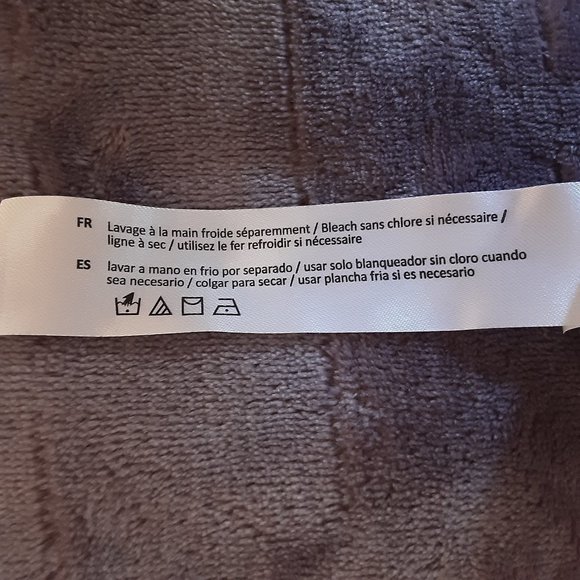 FR Lavage à la main froide séparemment / Bleach sans chlore si nécessaire /
ligne à sec / utilisez le fer refroidir si nécessaire
ES lavar a mano en frio por separado / usar solo blanqueador sin cloro cuando
sea necesario / colgar para secar / usar plancha fria si es necesario